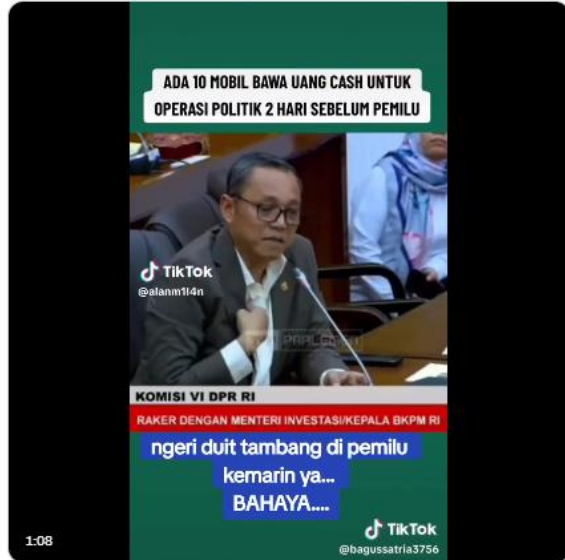 ADA 10 MOBIL BAWA UANG CASH UNTUK
OPERASI POLITIK 2 HARI SEBELUM PEMILU
TikTok
@alanm1l4n
PARLEMEN
KOMISI VI DPR RI
RAKER DENGAN MENTERI INVESTASI/KEPALA BKPM RI
ngeri duit tambang di pemilu
kemarin ya...
BAHAYA....
1:08
TikTok
@bagussatria3756